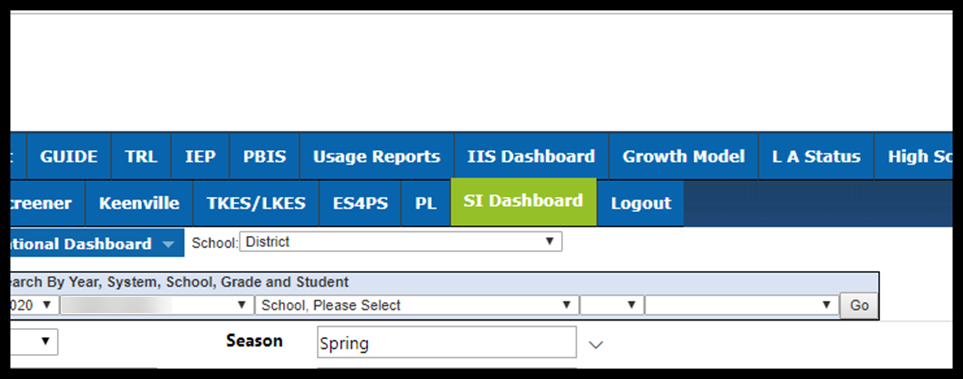 GUIDE TRL IEP PBIS Usage Reports IIS Dashboard Growth Model L A Status High Sc
creener Keenville TKES/LKES ES4PS PL SI Dashboard Logout
ational Dashboard School: District
earch By Year, System, School, Grade and Student
020 School, Please Select Go
Season Spring